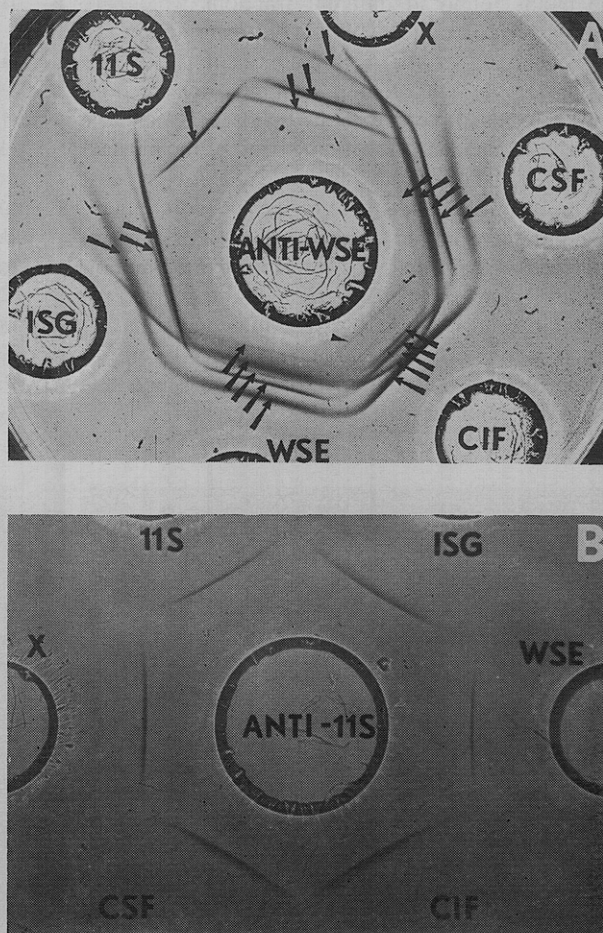 A
X
11S
CSF
ANTI-WSE
ISG
CIF
WSE
B
11S
ISG
X
WSE
ANTI-11S
CSF
CIF